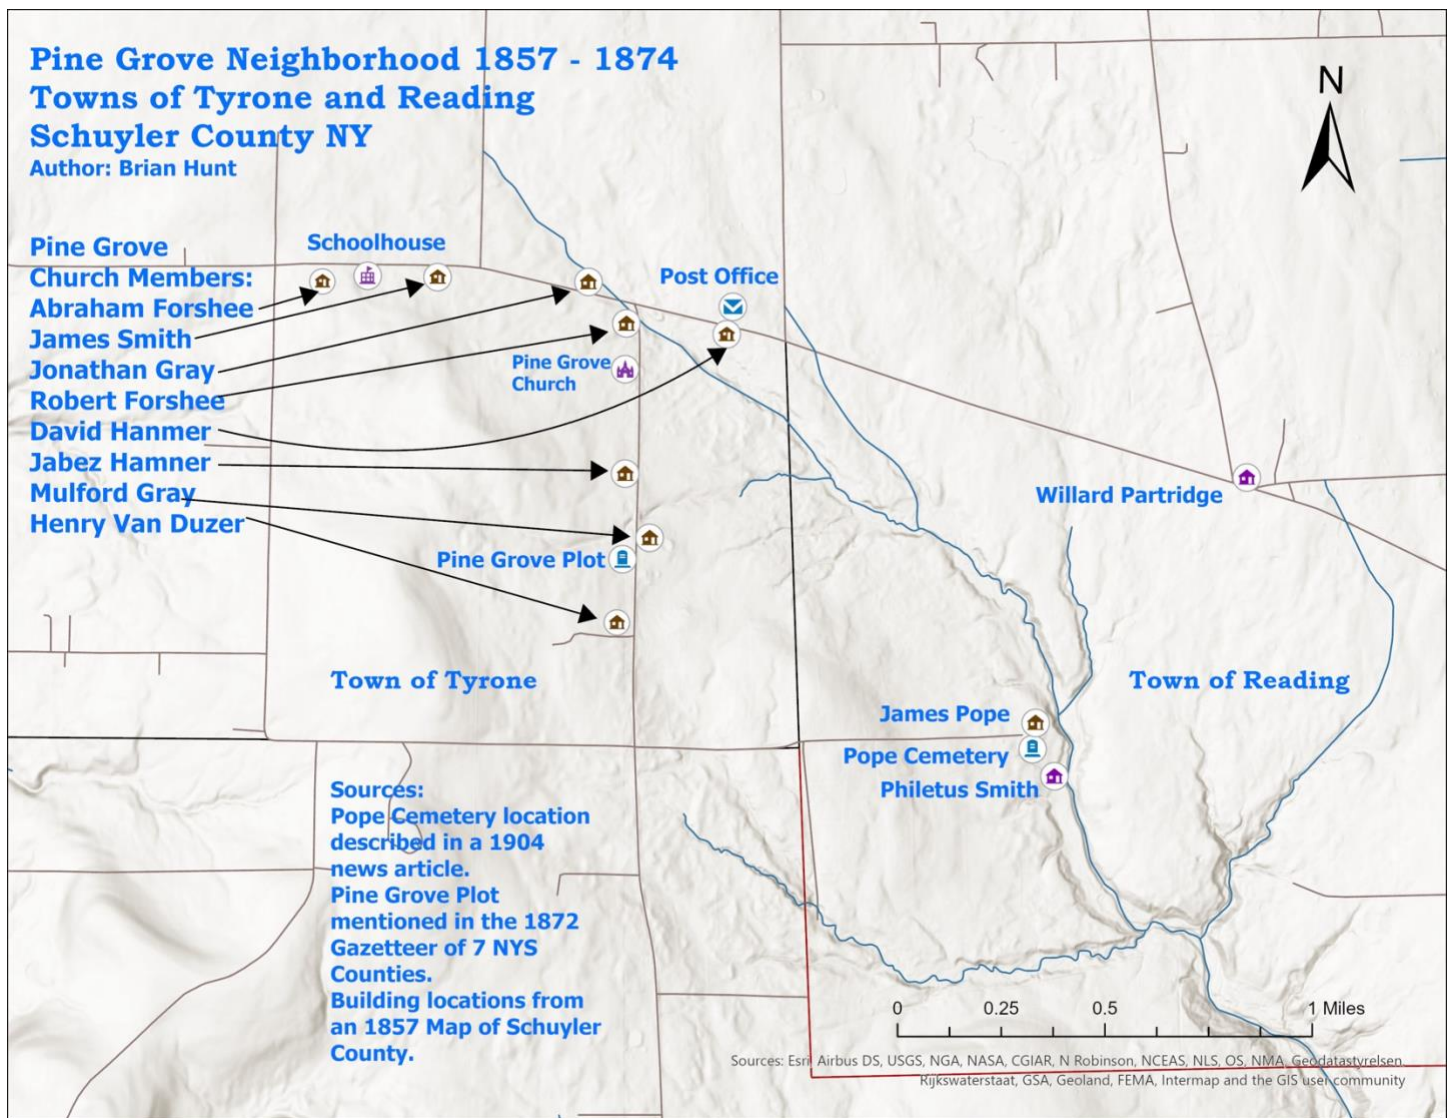 Pine Grove Neighborhood 1857 - 1874
Towns of Tyrone and Reading
Schuyler County NY
Author: Brian Hunt
N
Pine Grove
Church Members:
Abraham Forshee
James Smith
Jonathan Gray
Robert Forshee
David Hanmer
Jabez Hamner
Mulford Gray
Henry Van Duzer
Schoolhouse
Post Office
Pine Grove
Church
Willard Partridge
Pine Grove Plot
Town of Tyrone
Town of Reading
James Pope
Pope Cemetery
Philetus Smith
Sources:
Pope Cemetery location
described in a 1904
news article.
Pine Grove Plot
mentioned in the 1872
Gazetteer of 7 NYS
Counties.
Building locations from
an 1857 Map of Schuyler
County.
0 0.25 0.5 1 Miles
Sources: Esri, Airbus DS, USGS, NGA, NASA, CGIAR, N Robinson, NCEAS, NLS, OS, NMA, Geodatastyrelsen,
Rijkswaterstaat, GSA, Geoland, FEMA, Intermap and the GIS user community